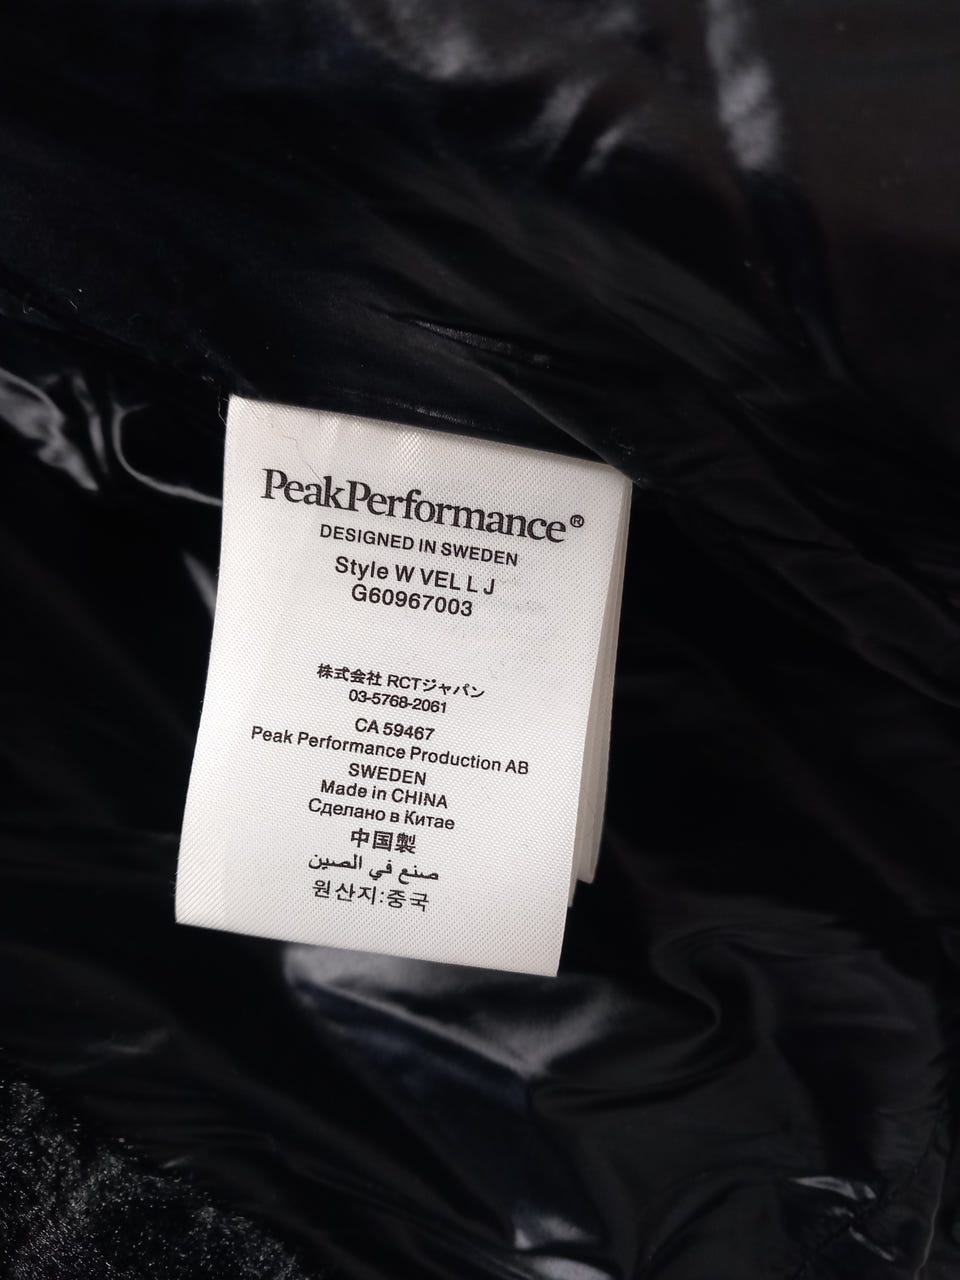 PeakPerformance®
DESIGNED IN SWEDEN
Style W VEL L J
G60967003
株式会社 RCTジャパン
03-5768-2061
CA 59467
Peak Performance Production AB
SWEDEN
Made in CHINA
Сделано в Китае
中国製
صنع في الصين
원산지:중국